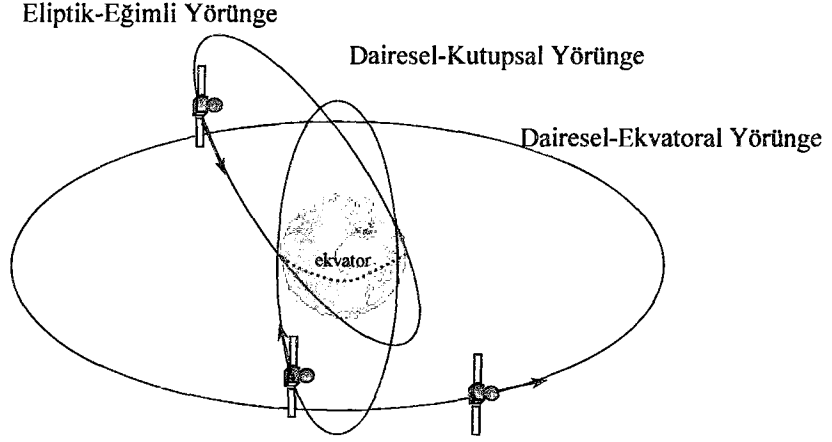 Eliptik-Eğimli Yörünge
Dairesel-Kutupsal Yörünge
Dairesel-Ekvatoral Yörünge
ekvator